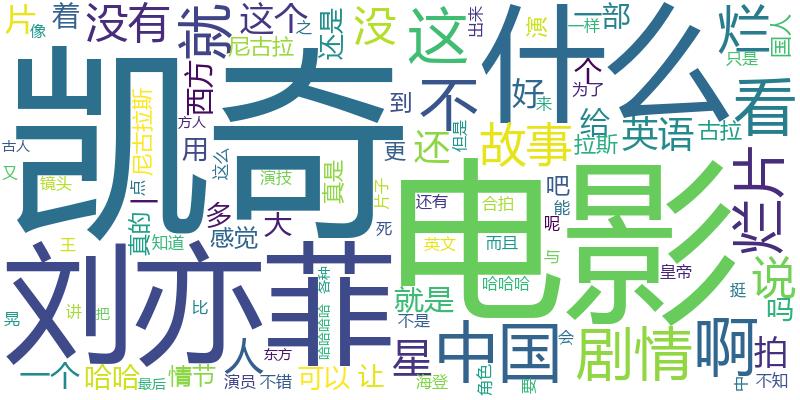 片
像
着
没有
就
这个
之
还是
没
这
出来
什么
演
一部
一样
烂
国人
只是
尼古拉
西方
凯奇
不
好
个
为了
来
看
到
但是
给
英语
古拉
拉斯
尼古拉斯
方人
用
更
还
故事
古人
又
镜头
一点
这么
演技
真是
片子
电影
烂片
真的
多
大
死
还有
合拍
吧
能
呢
知道
感觉
英文
而且
与
说
王
皇帝
刘亦菲
各种
哈哈哈哈
哈哈哈
就是
挺
吗
晃
讲
把
比
不是
中国
会
剧情
啊
拍
人
东方
星
一个
哈哈
最后
情节
演员
不错
可以
让
海登
角色
要
中
不知